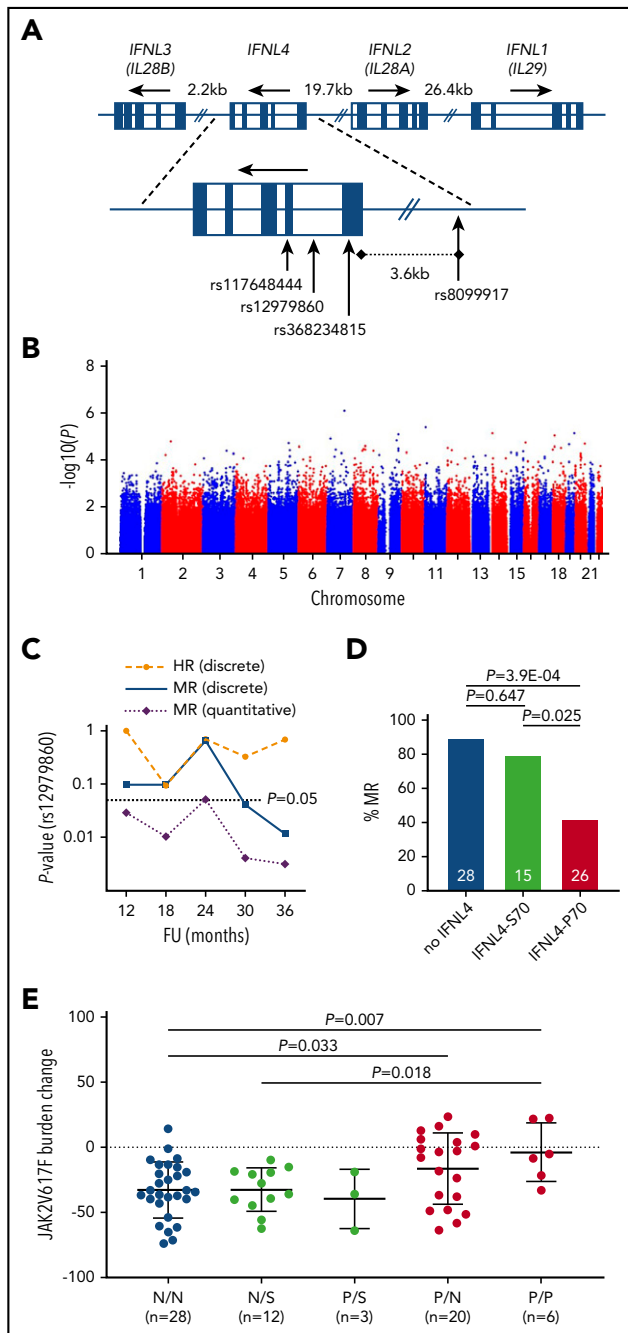 A
IFNL3 IFNL4 IFNL2 IFNL1
(IL28B) (IL28A) (IL29)
2.2kb 19.7kb 26.4kb
3.6kb
rs117648444 rs8099917
rs12979860
rs368234815
B
8
6
4
2
0
-log10(P)
1 2 3 4 5 6 7 8 9 11 13 15 18 21
Chromosome
C
HR (discrete)
MR (discrete)
MR (quantitative)
1
0.1
0.01
P-value (rs12979860)
P=0.05
12 18 24 30 36
FU (months)
D
P=3.9E-04
P=0.647
P=0.025
100
80
60
40
20
0
% MR
28 15 26
no IFNL4
IFNL4-S70
IFNL4-P70
E
100
50
0
-50
-100
JAK2V617F burden change
P=0.007
P=0.033
P=0.018
N/N N/S P/S P/N P/P
(n=28) (n=12) (n=3) (n=20) (n=6)